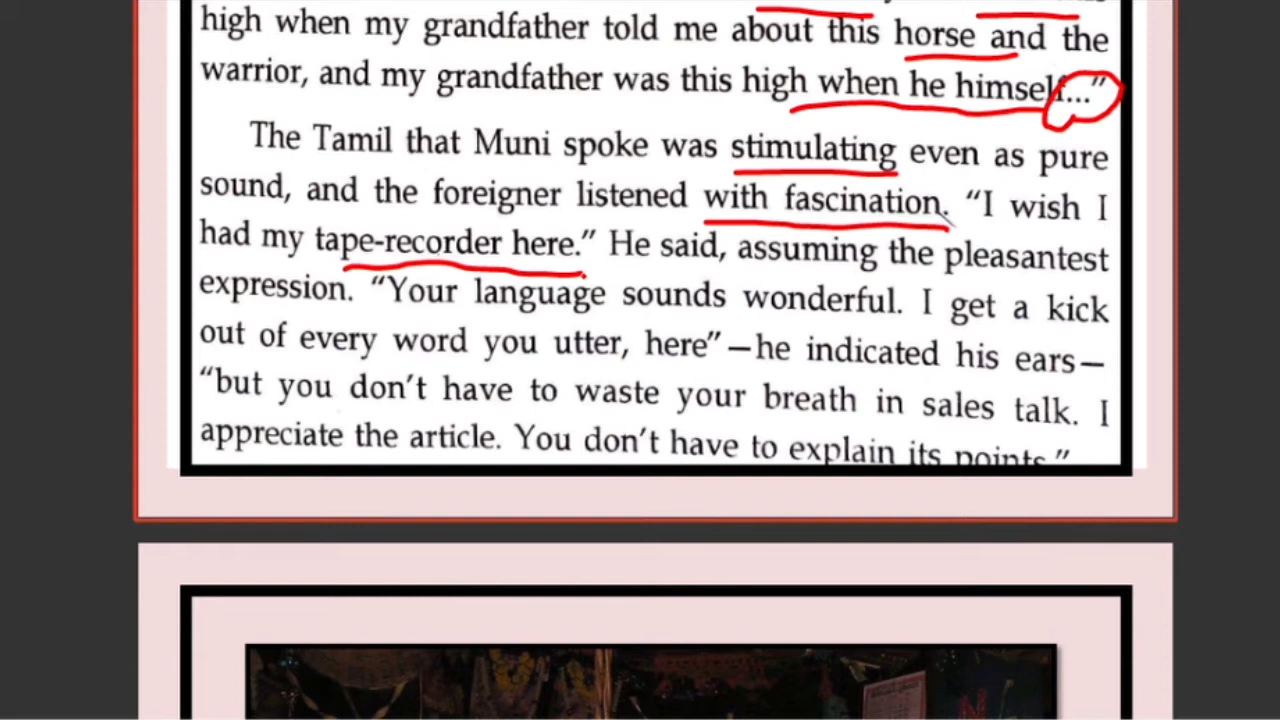 high when my grandfather told me about this horse and the
warrior, and my grandfather was this high when he himself...”
The Tamil that Muni spoke was stimulating even as pure
sound, and the foreigner listened with fascination. “I wish I
had my tape-recorder here.” He said, assuming the pleasantest
expression. “Your language sounds wonderful. I get a kick
out of every word you utter, here”—he indicated his ears—
“but you don’t have to waste your breath in sales talk. I
appreciate the article. You don’t have to explain its points.”